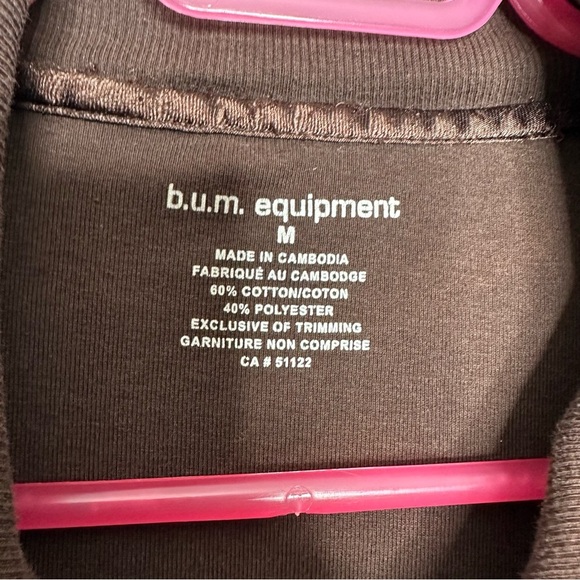 b.u.m. equipment
M
MADE IN CAMBODIA
FABRIQUÉ AU CAMBODGE
60% COTTON/COTON
40% POLYESTER
EXCLUSIVE OF TRIMMING
GARNITURE NON COMPRISE
CA # 51122